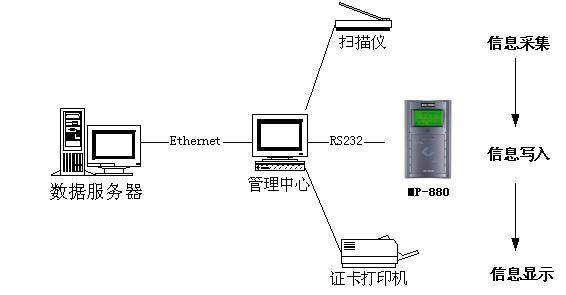 扫描仪
信息采集
Ethernet
RS232
数据服务器
管理中心
MP-880
信息写入
证卡打印机
信息显示